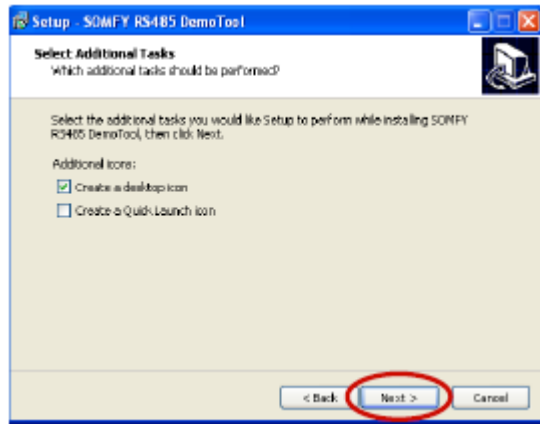 Setup - SOMFY RS485 DemoTool
Select Additional Tasks
Which additional tasks should be performed?
Select the additional tasks you would like Setup to perform while installing SOMFY
RS485 DemoTool, then click Next.
Additional icons:
Create a desktop icon
Create a Quick Launch icon
< Back
Next >
Cancel